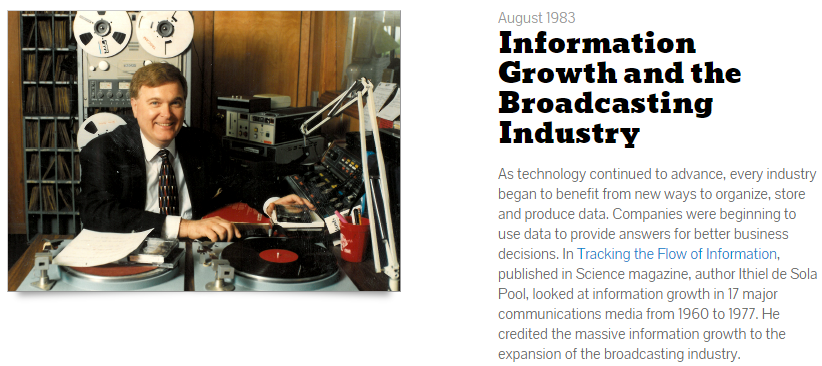 August 1983
Information
Growth and the
Broadcasting
Industry
As technology continued to advance, every industry
began to benefit from new ways to organize, store
and produce data. Companies were beginning to
use data to provide answers for better business
decisions. In Tracking the Flow of Information,
published in Science magazine, author Ithiel de Sola
Pool, looked at information growth in 17 major
communications media from 1960 to 1977. He
credited the massive information growth to the
expansion of the broadcasting industry.